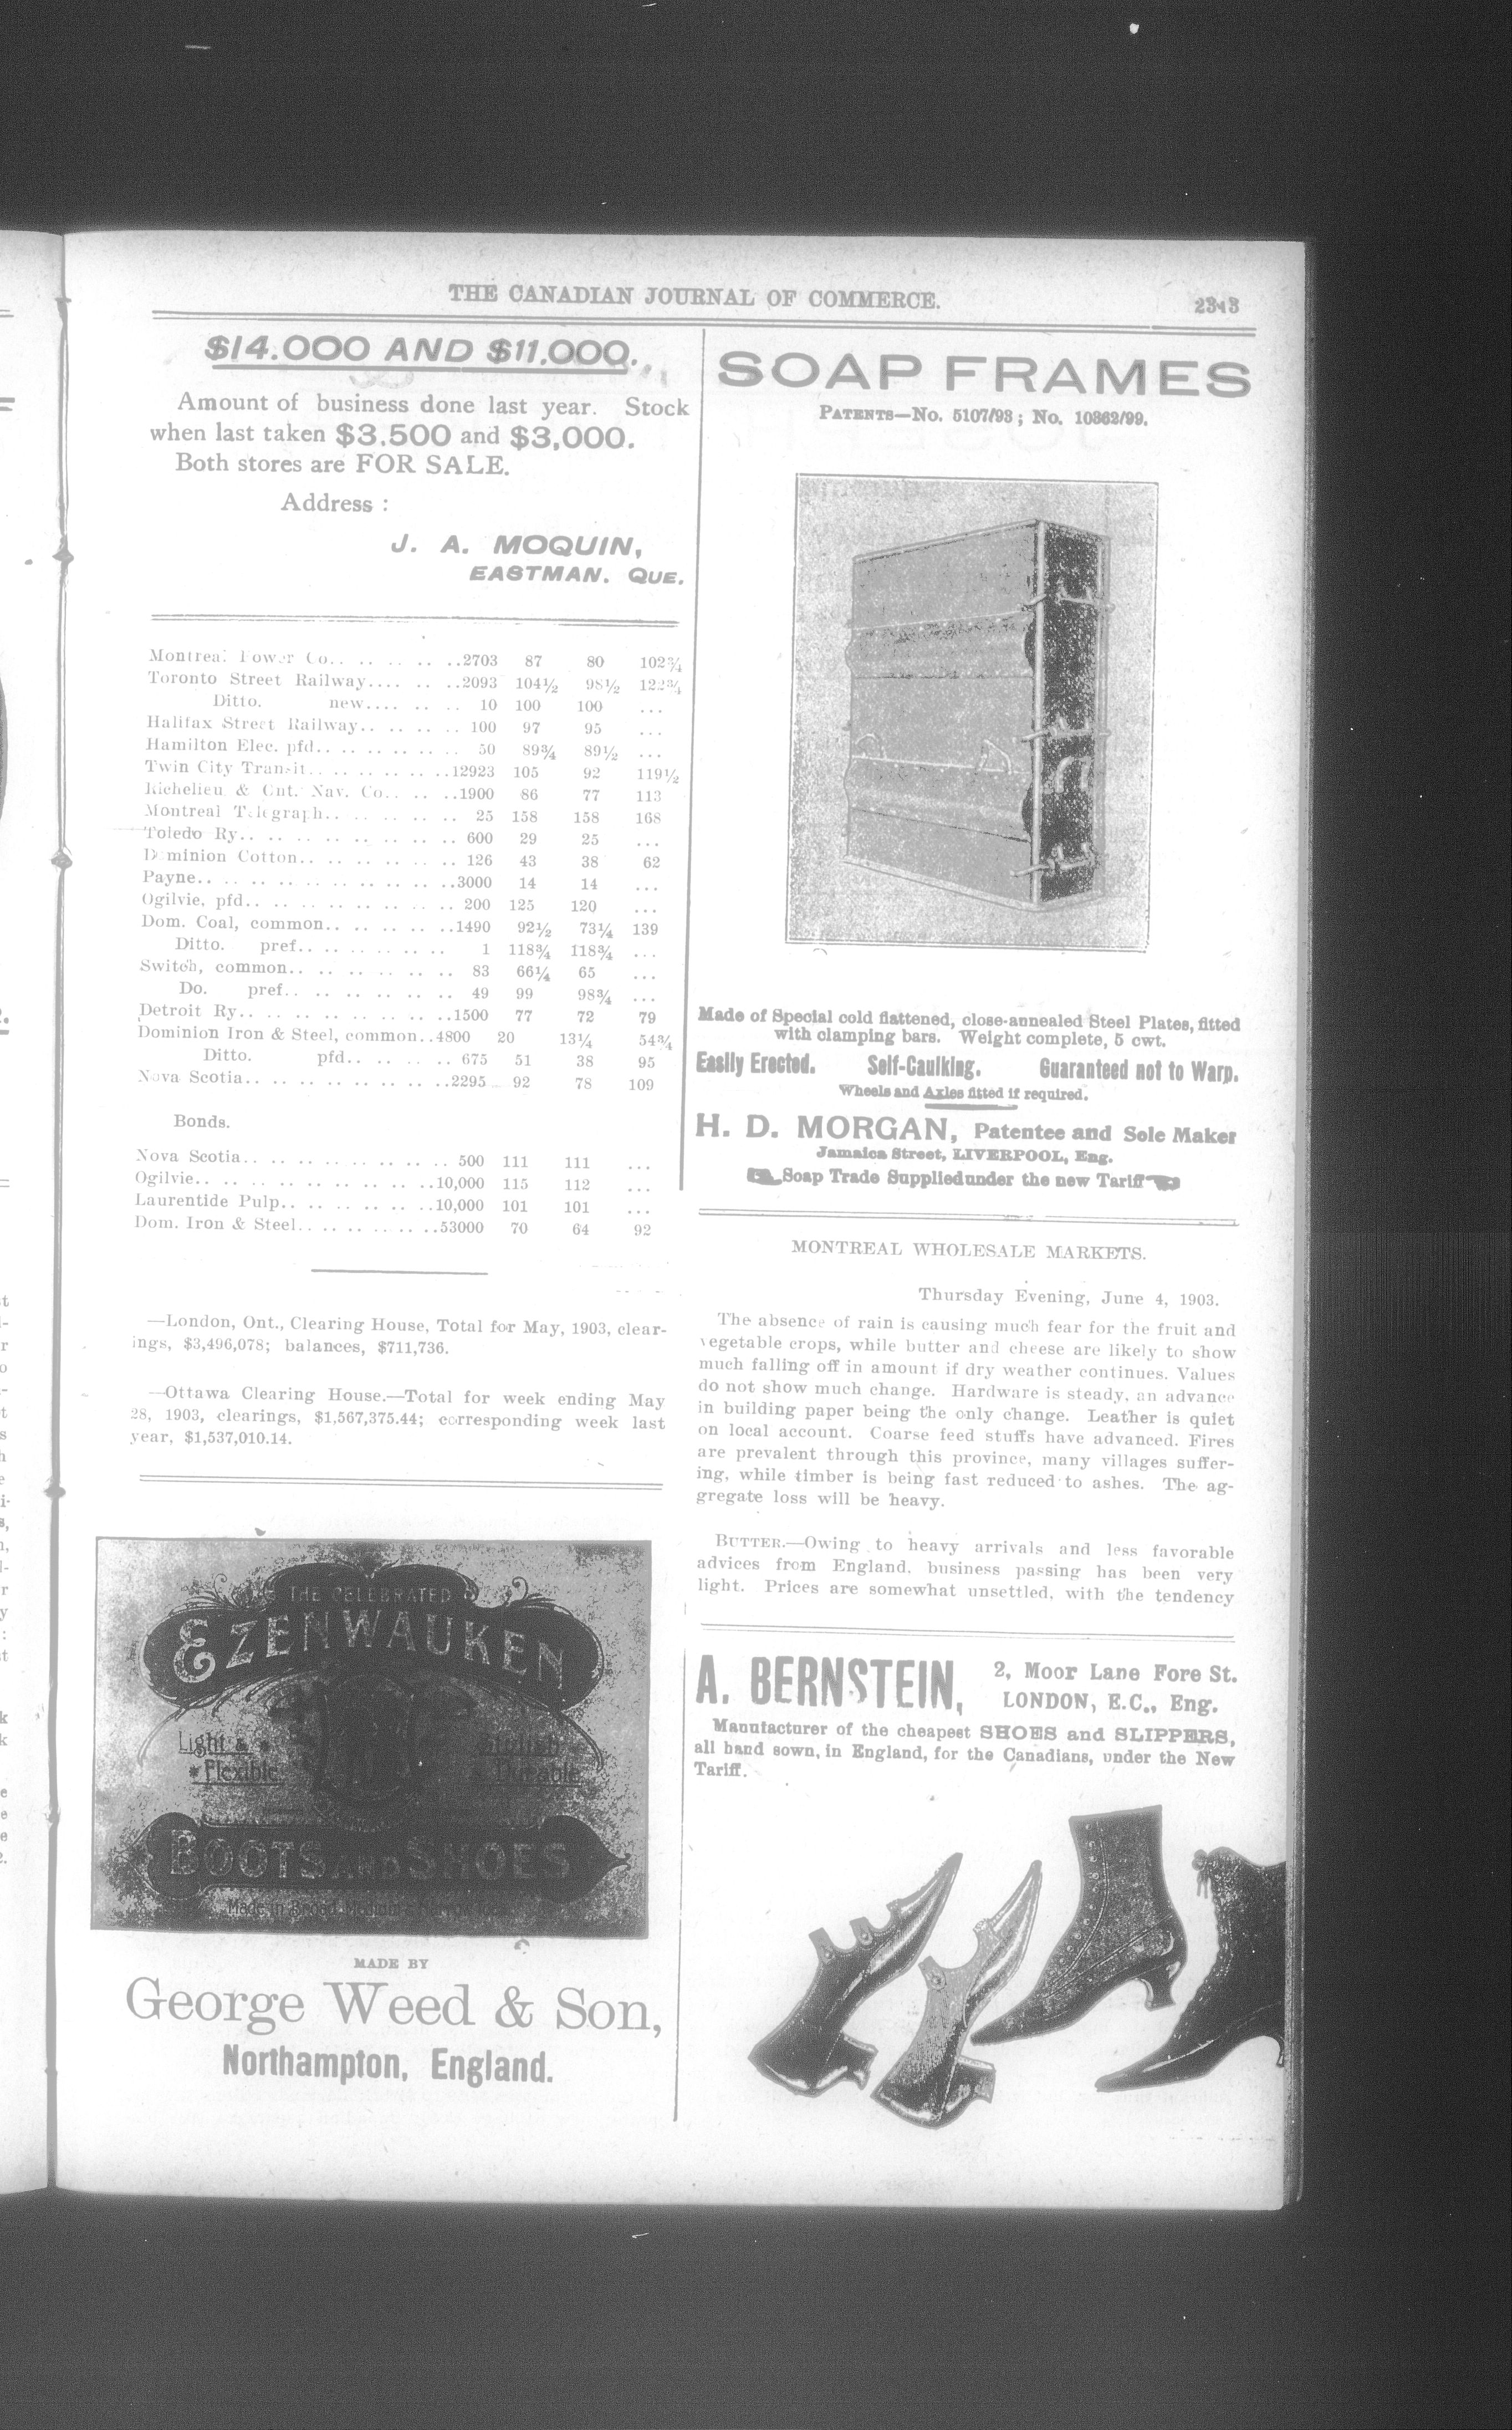 THE CANADIAN JOURNAL OF COMMERCE.
2343
$14.000 AND $11.000.
Amount of business done last year. Stock
when last taken $3.500 and $3,000.
Both stores are FOR SALE.
Address :
J. A. MOQUIN,
EASTMAN. QUE.
Montreal Power Co.. .. .. .. .. ..2703 87 80 102¾
Toronto Street Railway.... .. ..2093 104½ 98½ 122¾
Ditto. new.... .. .. .. 10 100 100 ...
Halifax Street Railway.. .. .. .. .. 100 97 95 ...
Hamilton Elec. pfd.. .. .. .. .. .. .. 50 89¾ 89½ ...
Twin City Transit.. .. .. .. .. .. ..12923 105 92 119½
Richelieu & Ont. Nav. Co.. .. ..1900 86 77 113
Montreal Telegraph.. .. .. .. .. .. 25 158 158 168
Toledo Ry.. .. .. .. .. .. .. .. .. .. 600 29 25 ...
Dominion Cotton.. .. .. .. .. .. .. .. 126 43 38 62
Payne.. .. .. .. .. .. .. .. .. .. ..3000 14 14 ...
Ogilvie, pfd.. .. .. .. .. .. .. .. .. .. 200 125 120 ...
Dom. Coal, common.. .. .. .. .. ..1490 92½ 73¼ 139
Ditto. pref.. .. .. .. .. .. .. 1 118¾ 118¾ ...
Switch, common.. .. .. .. .. .. .. .. 83 66¼ 65 ...
Do. pref.. .. .. .. .. .. .. .. 49 99 98¾ ...
Detroit Ry.. .. .. .. .. .. .. .. .. ..1500 77 72 79
Dominion Iron & Steel, common..4800 20 13¼ 54¾
Ditto. pfd.. .. .. .. .. 675 51 38 95
Nova Scotia.. .. .. .. .. .. .. .. .. ..2295 92 78 109
Bonds.
Nova Scotia.. .. .. .. .. .. .. .. .. .. 500 111 111 ...
Ogilvie.. .. .. .. .. .. .. .. .. .. ..10,000 115 112 ...
Laurentide Pulp.. .. .. .. .. .. ..10,000 101 101 ...
Dom. Iron & Steel.. .. .. .. .. .. ..53000 70 64 92
—London, Ont., Clearing House, Total for May, 1903, clear-
ings, $3,496,078; balances, $711,736.
—Ottawa Clearing House.—Total for week ending May
28, 1903, clearings, $1,567,375.44; corresponding week last
year, $1,537,010.14.
THE CELEBRATED
EZENWAUKEN
Light & Stylish
Flexible Durable
BOOTS AND SHOES
Made in Broad Medium & Narrow
MADE BY
George Weed & Son,
Northampton, England.
SOAP FRAMES
PATENTS—No. 5107/93; No. 10862/99.
Made of Special cold flattened, close-annealed Steel Plates, fitted
with clamping bars. Weight complete, 5 cwt.
Easily Erected. Self-Caulking. Guaranteed not to Warp.
Wheels and Axles fitted if required.
H. D. MORGAN, Patentee and Sole Maker
Jamaica Street, LIVERPOOL, Eng.
Soap Trade Supplied under the new Tariff
MONTREAL WHOLESALE MARKETS.
Thursday Evening, June 4, 1903.
The absence of rain is causing much fear for the fruit and
vegetable crops, while butter and cheese are likely to show
much falling off in amount if dry weather continues. Values
do not show much change. Hardware is steady, an advance
in building paper being the only change. Leather is quiet
on local account. Coarse feed stuffs have advanced. Fires
are prevalent through this province, many villages suffer-
ing, while timber is being fast reduced to ashes. The ag-
gregate loss will be heavy.
BUTTER.—Owing to heavy arrivals and less favorable
advices from England, business passing has been very
light. Prices are somewhat unsettled, with the tendency
A. BERNSTEIN, 2, Moor Lane Fore St.
LONDON, E.C., Eng.
Manufacturer of the cheapest SHOES and SLIPPERS,
all hand sown, in England, for the Canadians, under the New
Tariff.